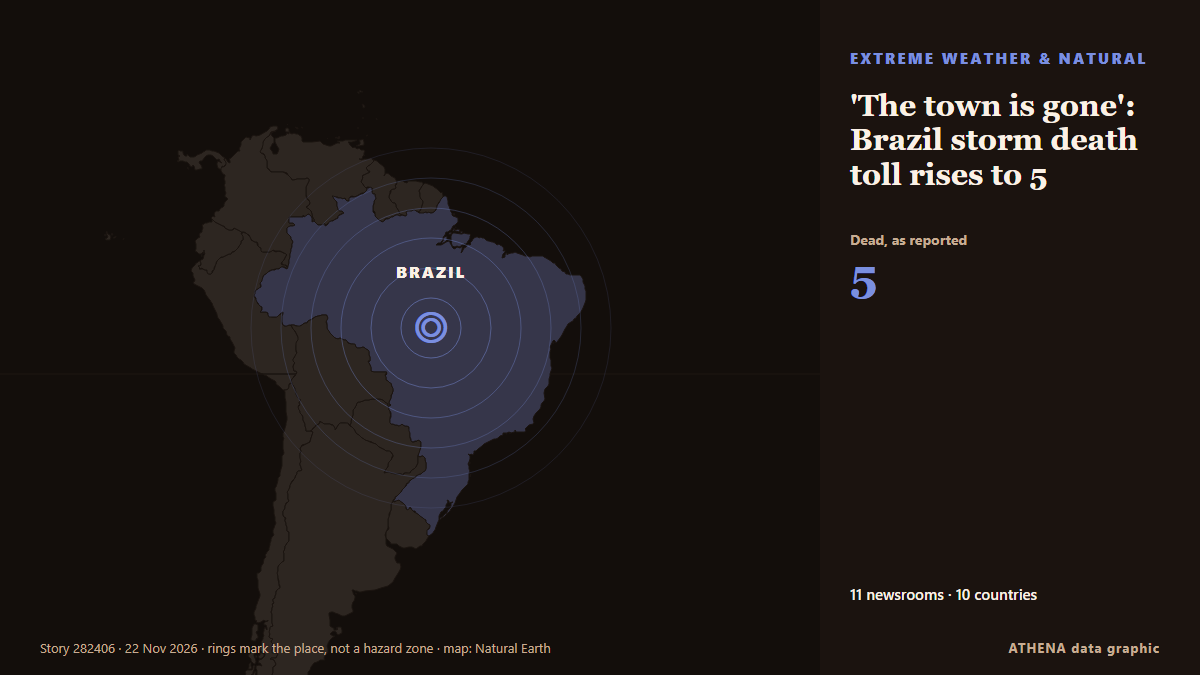 EXTREME WEATHER & NATURAL
'The town is gone':
Brazil storm death
toll rises to 5
Dead, as reported
5
BRAZIL
11 newsrooms · 10 countries
Story 282406 · 22 Nov 2026 · rings mark the place, not a hazard zone · map: Natural Earth
ATHENA data graphic